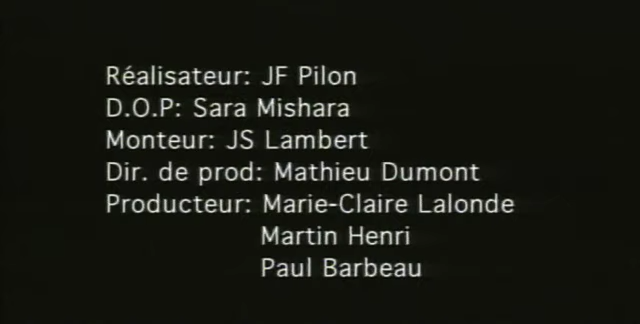 Réalisateur: JF Pilon
D.O.P: Sara Mishara
Monteur: JS Lambert
Dir. de prod: Mathieu Dumont
Producteur: Marie-Claire Lalonde
Martin Henri
Paul Barbeau